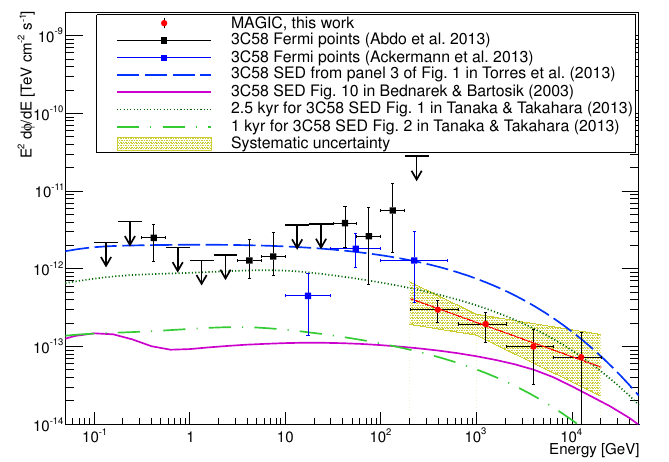 MAGIC, this work
3C58 Fermi points (Abdo et al. 2013)
3C58 Fermi points (Ackermann et al. 2013)
3C58 SED from panel 3 of Fig. 1 in Torres et al. (2013)
3C58 SED Fig. 10 in Bednarek & Bartosik (2003)
2.5 kyr for 3C58 SED Fig. 1 in Tanaka & Takahara (2013)
1 kyr for 3C58 SED Fig. 2 in Tanaka & Takahara (2013)
Systematic uncertainty
E² dϕ/dE [TeV cm⁻² s⁻¹]
10⁻⁹
10⁻¹⁰
10⁻¹¹
10⁻¹²
10⁻¹³
10⁻¹⁴
10⁻¹ 1 10 10² 10³ 10⁴
Energy [GeV]